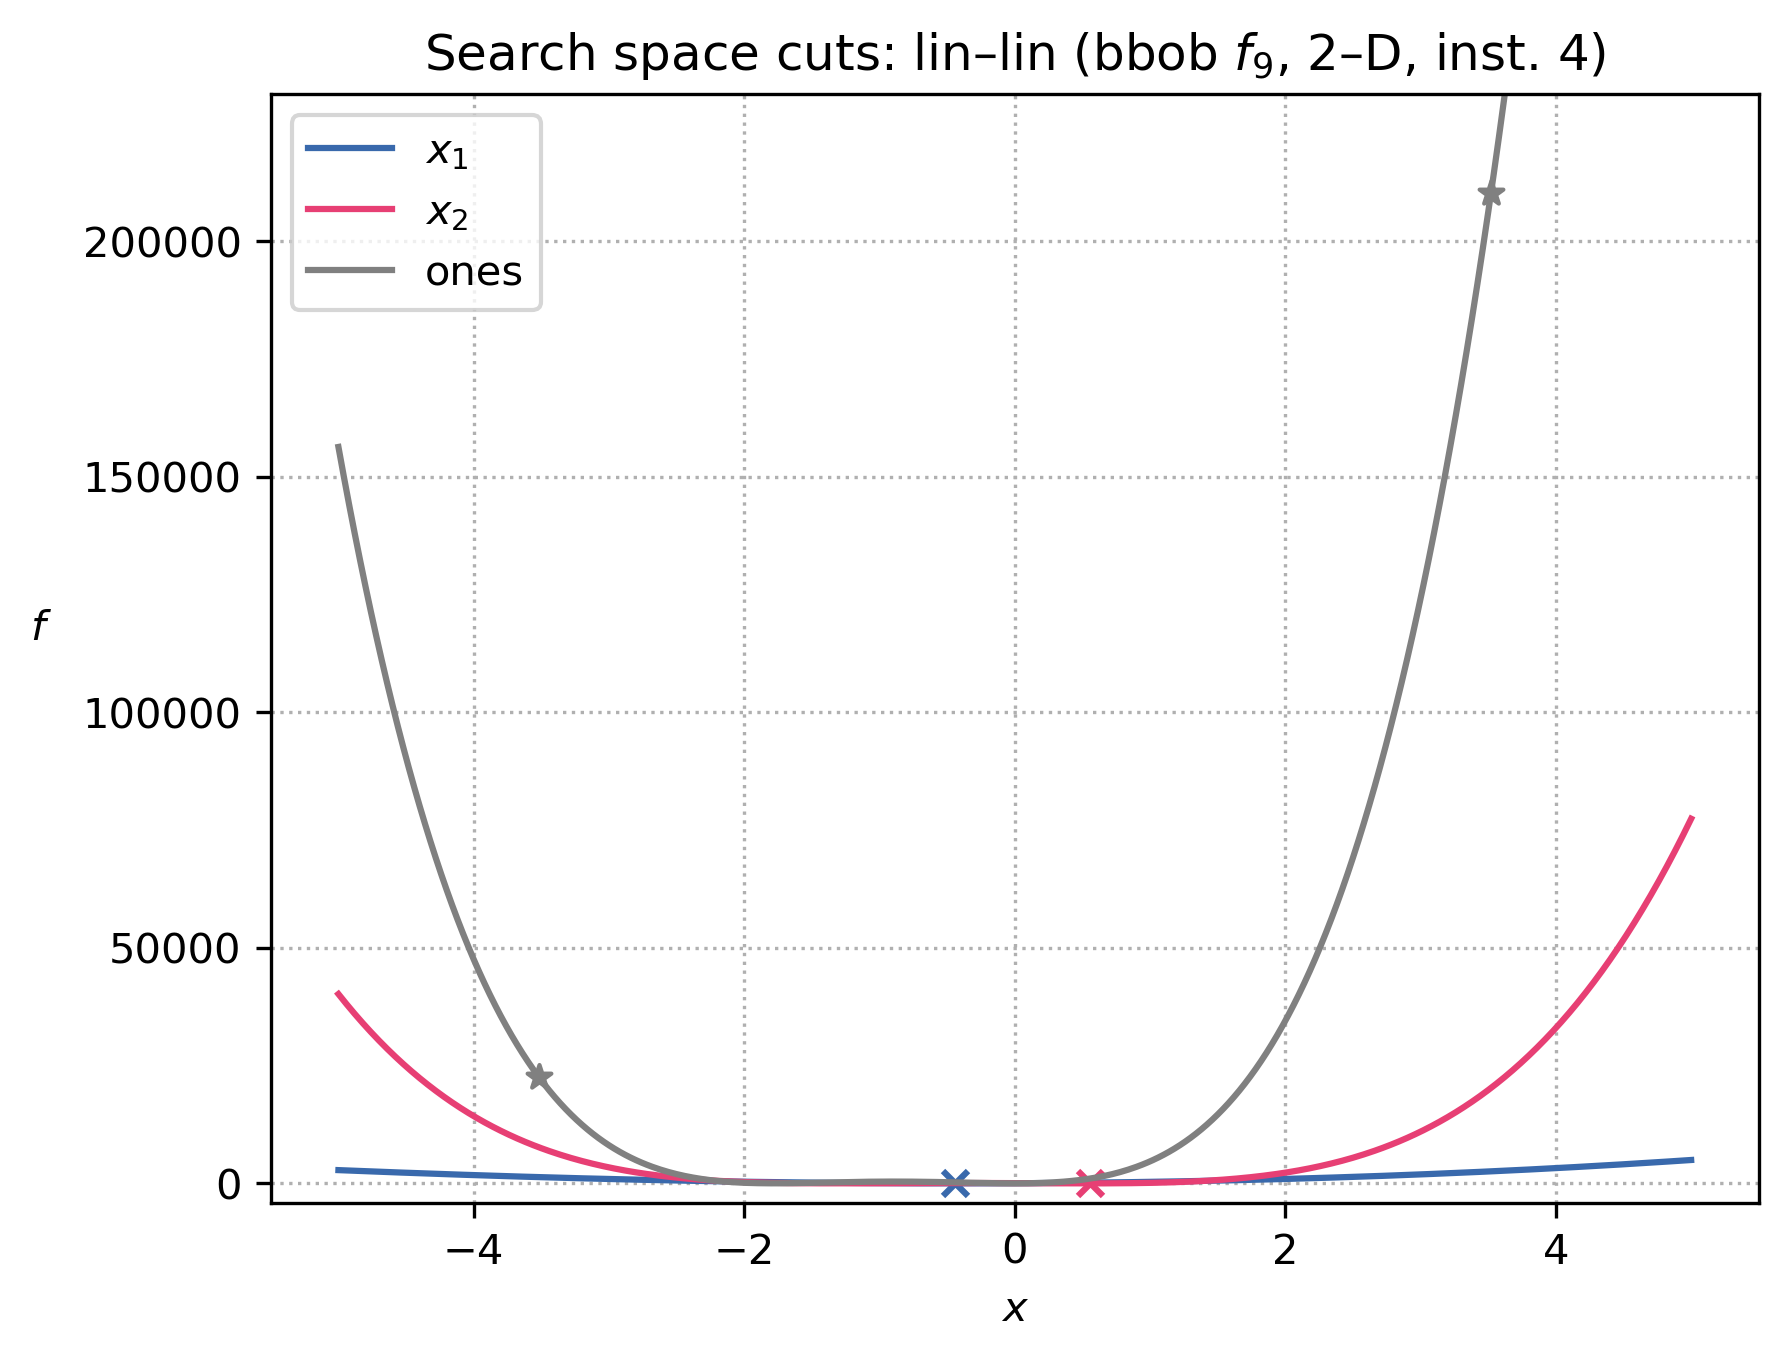 Search space cuts: lin–lin (bbob f9, 2–D, inst. 4)
x1
x2
ones
200000
150000
100000
50000
0
f
−4 −2 0 2 4
x